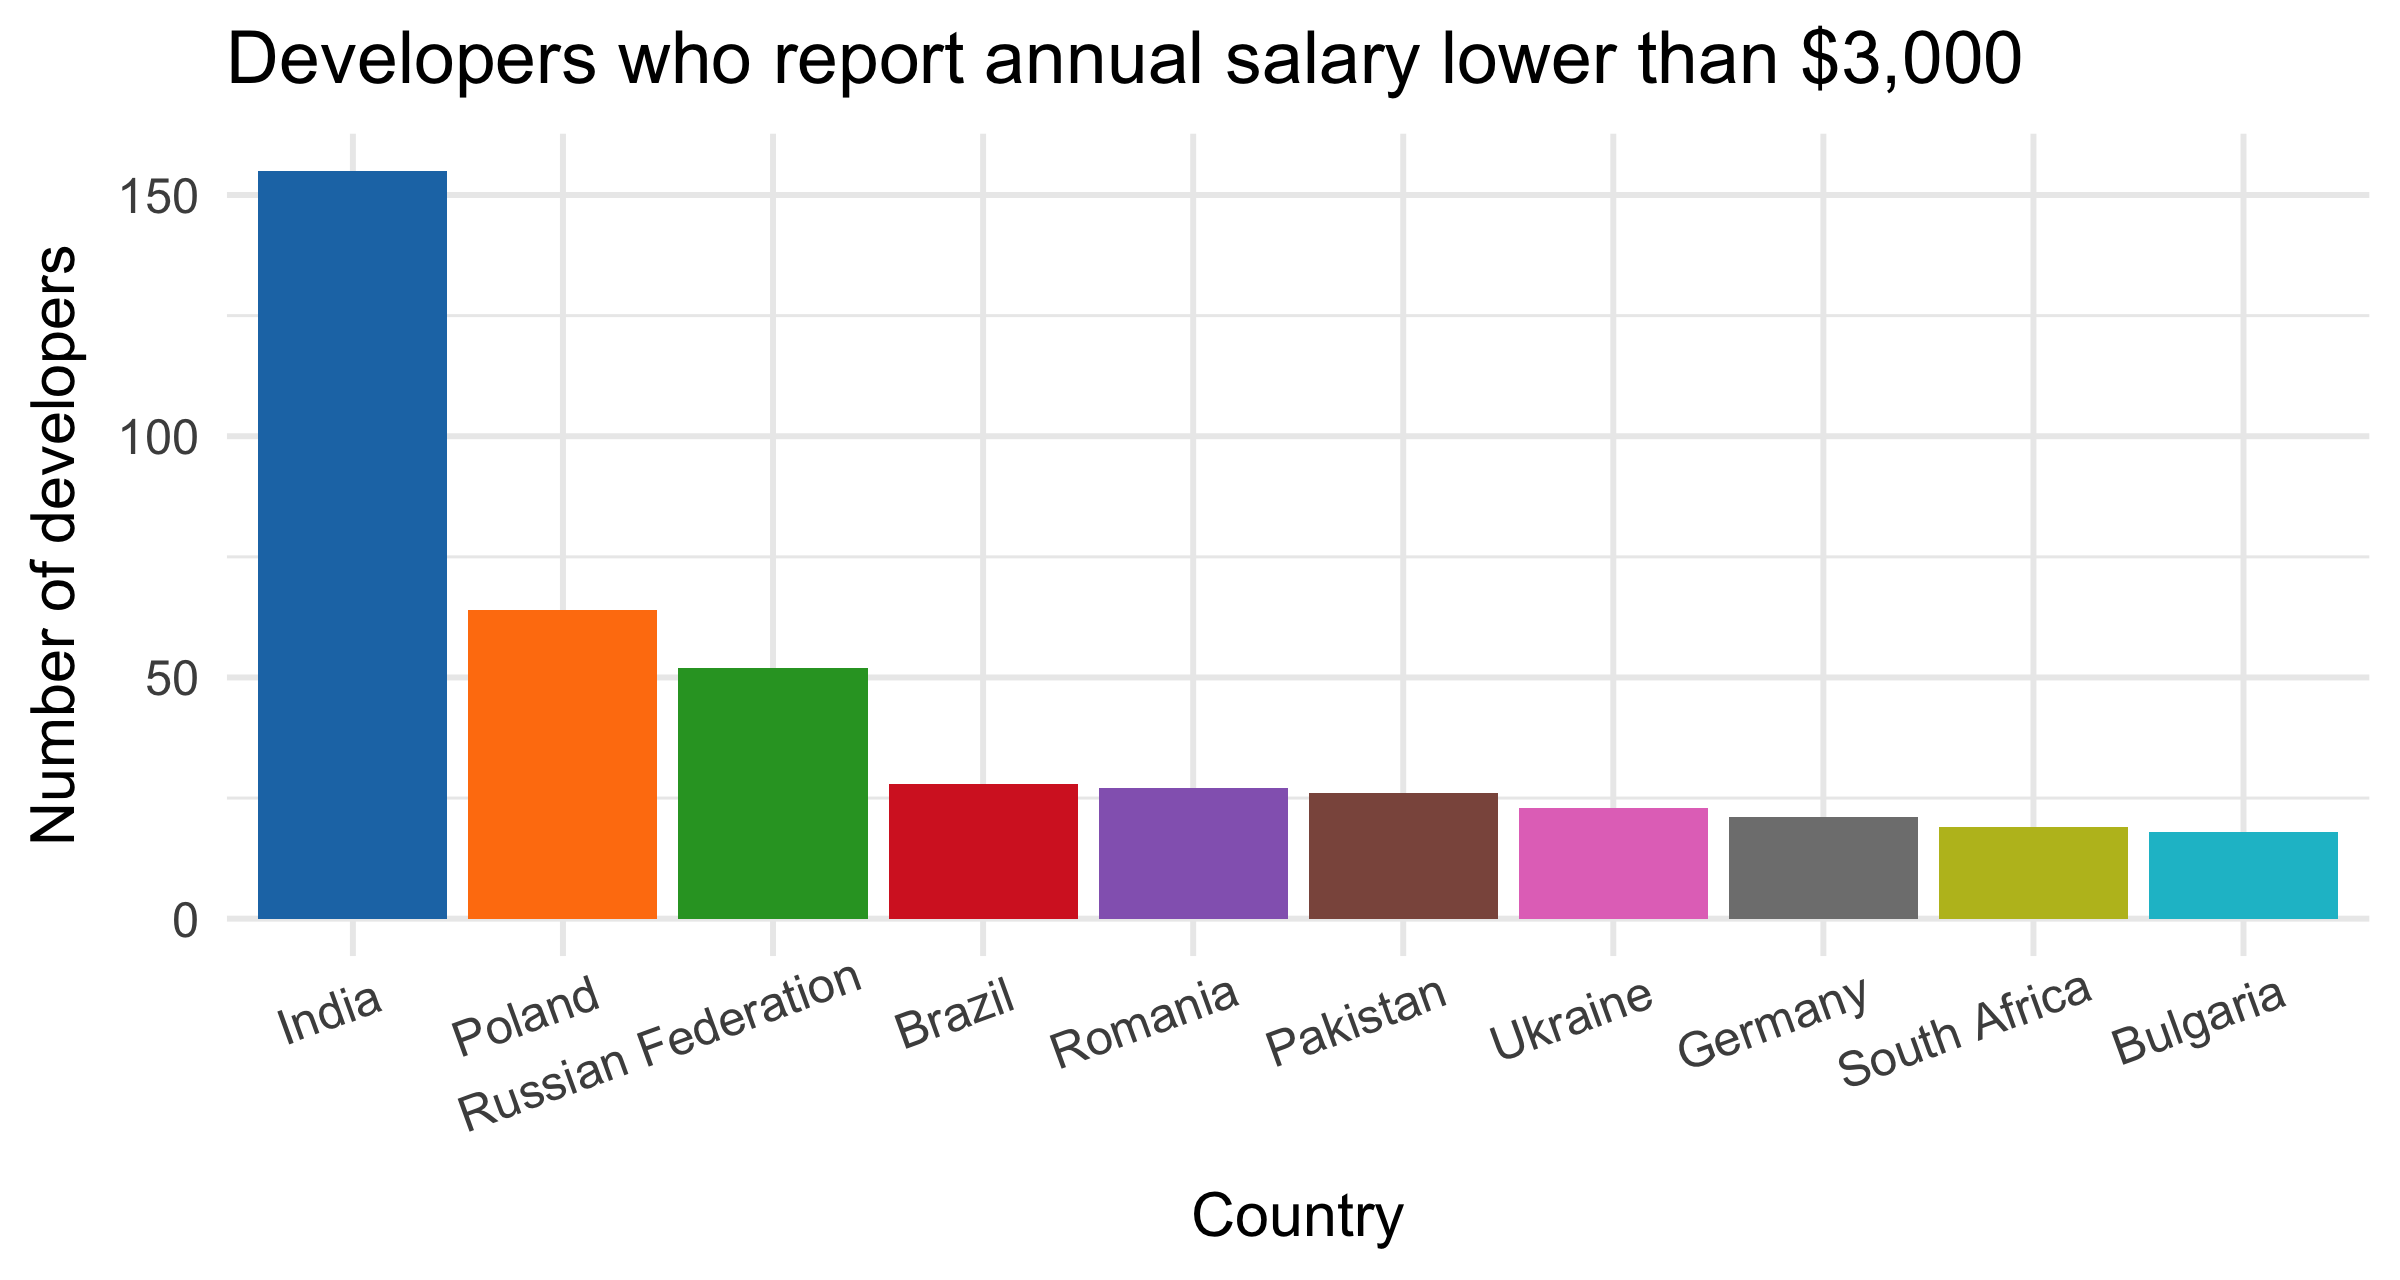 Developers who report annual salary lower than $3,000
Number of developers
150
100
50
0
India
Poland
Russian Federation
Brazil
Romania
Pakistan
Ukraine
Germany
South Africa
Bulgaria
Country